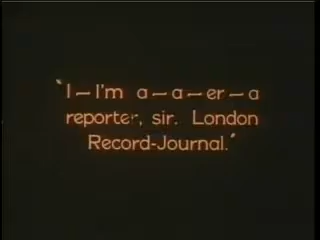 'I—I'm a—a—er—a
reporter, sir. London
Record-Journal.'